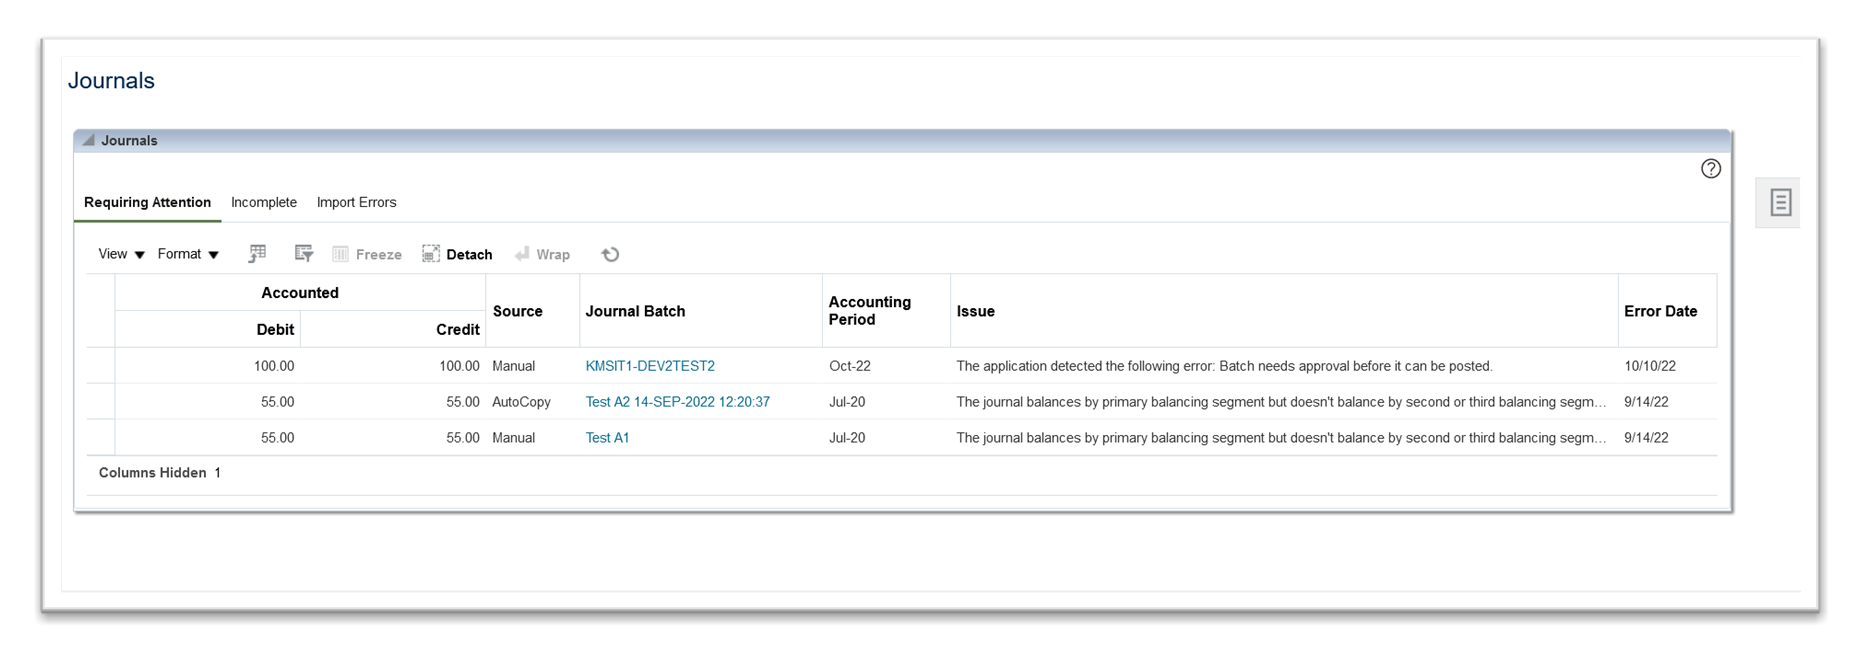 Journals
Journals
Requiring Attention Incomplete Import Errors
View Format Freeze Detach Wrap
Accounted
Debit Credit Source Journal Batch Accounting Period Issue Error Date
100.00 100.00 Manual KMSIT1-DEV2TEST2 Oct-22 The application detected the following error: Batch needs approval before it can be posted. 10/10/22
55.00 55.00 AutoCopy Test A2 14-SEP-2022 12:20:37 Jul-20 The journal balances by primary balancing segment but doesn't balance by second or third balancing segm... 9/14/22
55.00 55.00 Manual Test A1 Jul-20 The journal balances by primary balancing segment but doesn't balance by second or third balancing segm... 9/14/22
Columns Hidden 1